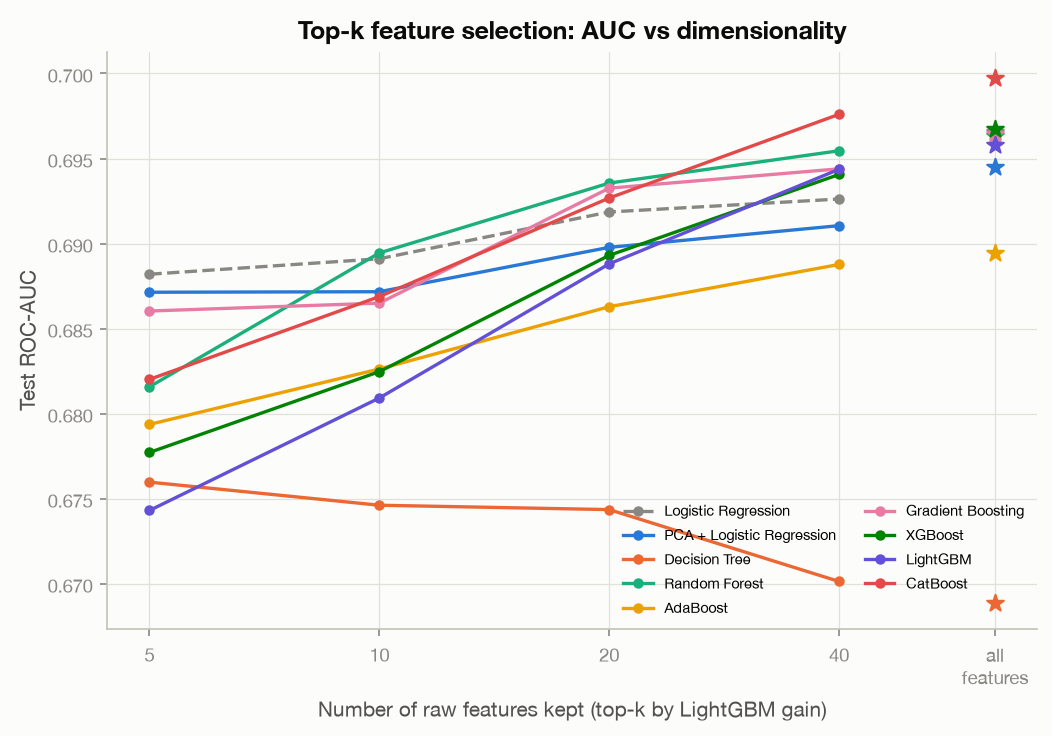 Top-k feature selection: AUC vs dimensionality
0.700
0.695
0.690
0.685
0.680
0.675
0.670
Test ROC-AUC
Logistic Regression
PCA + Logistic Regression
Decision Tree
Random Forest
AdaBoost
Gradient Boosting
XGBoost
LightGBM
CatBoost
5
10
20
40
all
features
Number of raw features kept (top-k by LightGBM gain)